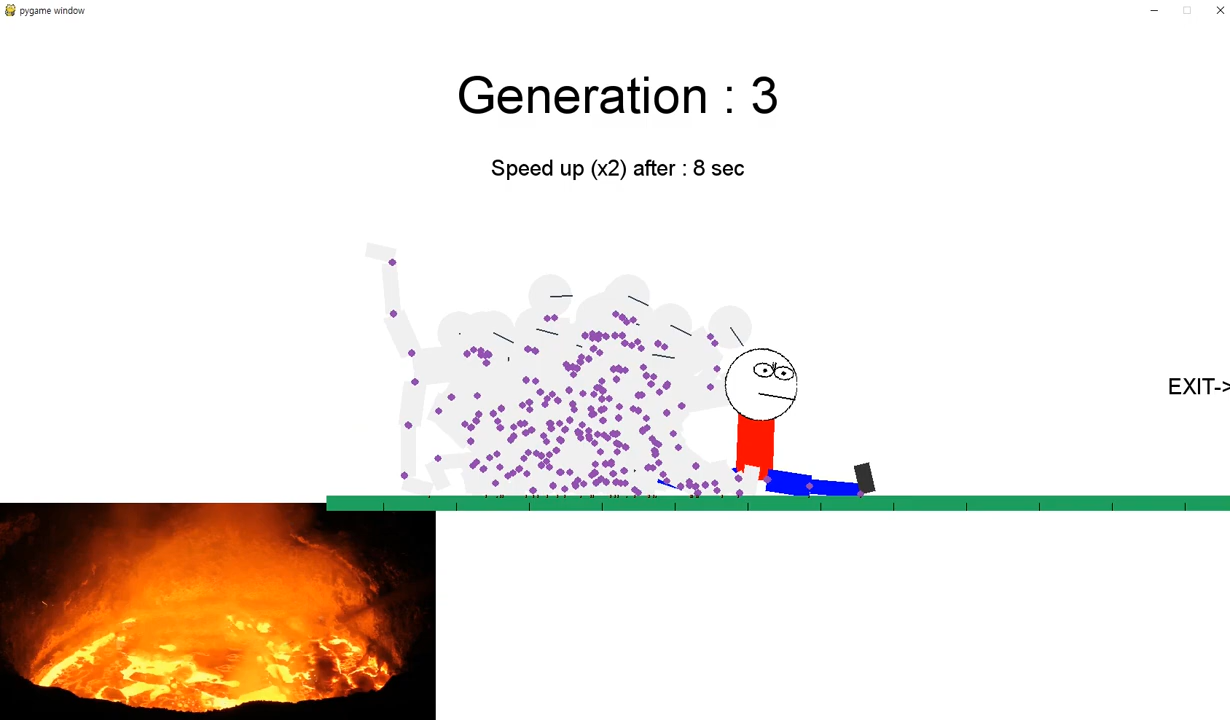 pygame window
Generation : 3
Speed up (x2) after : 8 sec
EXIT->